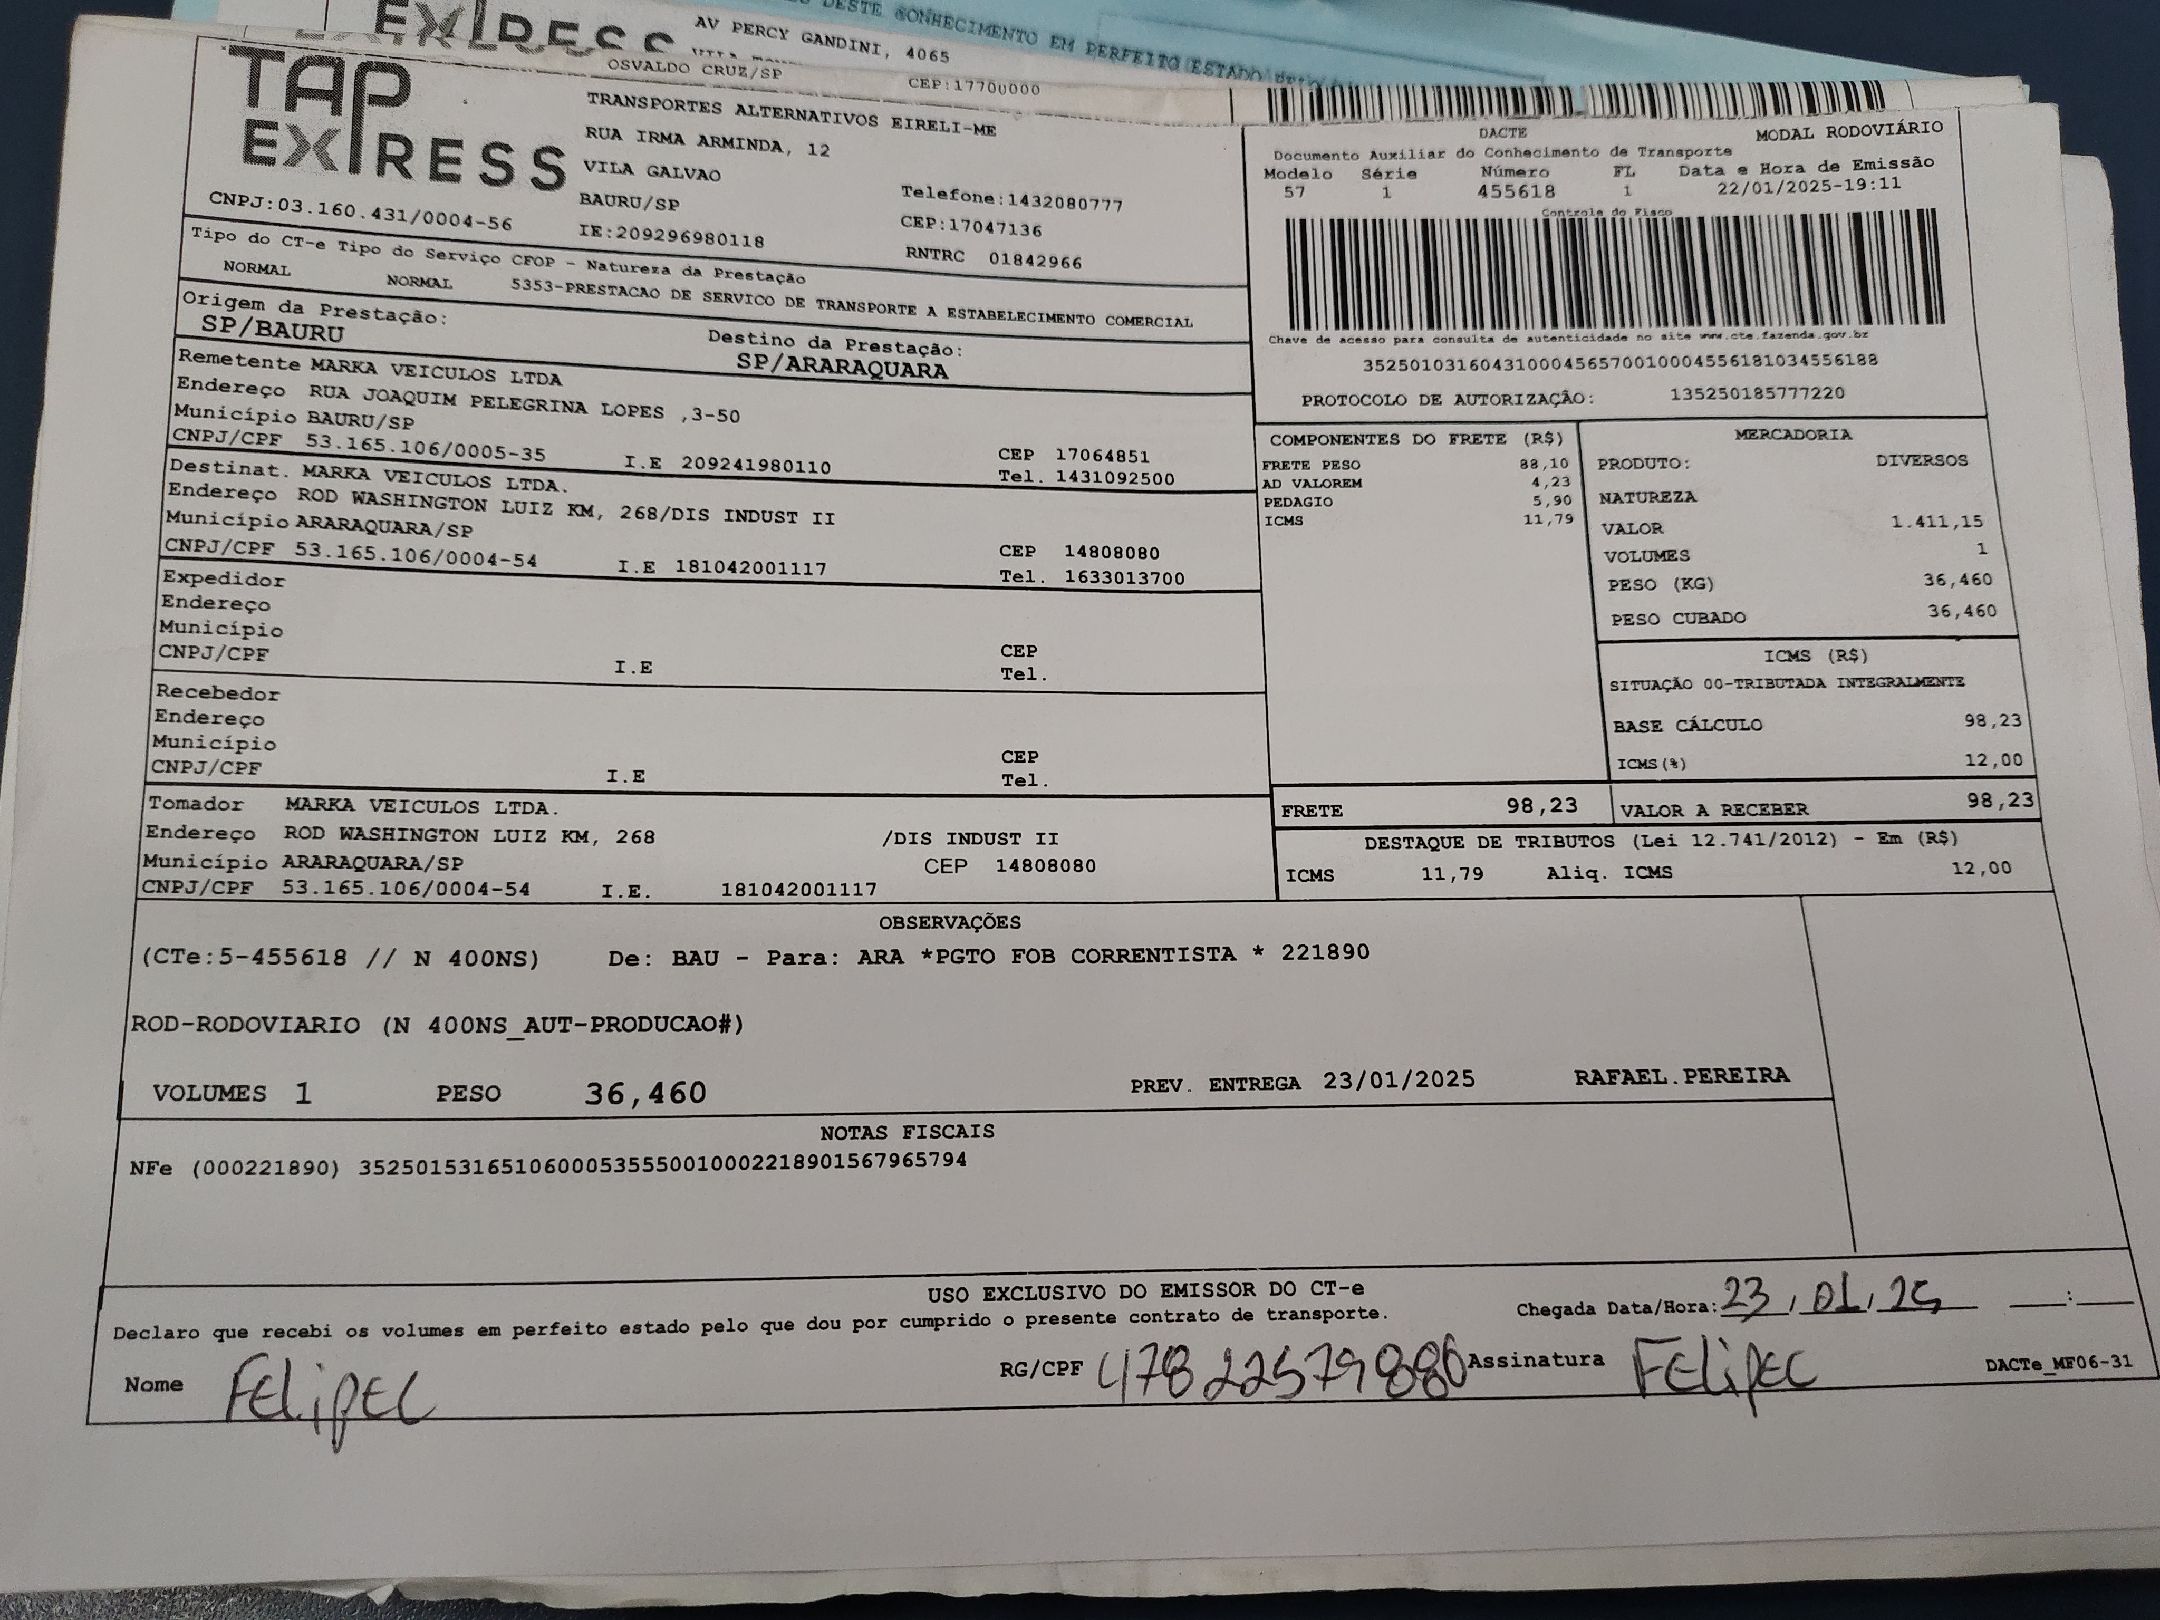 DESTE CONHECIMENTO EM PERFEITO ESTADO
AV PERCY GANDINI, 4065
OSVALDO CRUZ/SP CEP:17700000
TAP EXPRESS
TRANSPORTES ALTERNATIVOS EIRELI-ME
RUA IRMA ARMINDA, 12
VILA GALVAO
BAURU/SP Telefone:1432080777
CNPJ:03.160.431/0004-56 IE:209296980118 CEP:17047136
RNTRC 01842966
Tipo do CT-e Tipo do Serviço CFOP - Natureza da Prestação
NORMAL NORMAL 5353-PRESTACAO DE SERVICO DE TRANSPORTE A ESTABELECIMENTO COMERCIAL
Origem da Prestação: Destino da Prestação:
SP/BAURU SP/ARARAQUARA
Remetente MARKA VEICULOS LTDA
Endereço RUA JOAQUIM PELEGRINA LOPES ,3-50
Município BAURU/SP CEP 17064851
CNPJ/CPF 53.165.106/0005-35 I.E 209241980110 Tel. 1431092500
Destinat. MARKA VEICULOS LTDA.
Endereço ROD WASHINGTON LUIZ KM, 268/DIS INDUST II
Município ARARAQUARA/SP CEP 14808080
CNPJ/CPF 53.165.106/0004-54 I.E 181042001117 Tel. 1633013700
Expedidor
Endereço
Município CEP
CNPJ/CPF I.E Tel.
Recebedor
Endereço
Município CEP
CNPJ/CPF I.E Tel.
Tomador MARKA VEICULOS LTDA.
Endereço ROD WASHINGTON LUIZ KM, 268 /DIS INDUST II
Município ARARAQUARA/SP CEP 14808080
CNPJ/CPF 53.165.106/0004-54 I.E. 181042001117
DACTE MODAL RODOVIÁRIO
Documento Auxiliar do Conhecimento de Transporte
Modelo Série Número FL Data e Hora de Emissão
57 1 455618 1 22/01/2025-19:11
Controle do Fisco
Chave de acesso para consulta de autenticidade no site www.cte.fazenda.gov.br
35250103160431000456570010004556181034556188
PROTOCOLO DE AUTORIZAÇÃO: 135250185777220
COMPONENTES DO FRETE (R$)
FRETE PESO 88,10
AD VALOREM 4,23
PEDAGIO 5,90
ICMS 11,79
MERCADORIA
PRODUTO: DIVERSOS
NATUREZA
VALOR 1.411,15
VOLUMES 1
PESO (KG) 36,460
PESO CUBADO 36,460
ICMS (R$)
SITUAÇÃO 00-TRIBUTADA INTEGRALMENTE
BASE CÁLCULO 98,23
ICMS(%) 12,00
FRETE 98,23 VALOR A RECEBER 98,23
DESTAQUE DE TRIBUTOS (Lei 12.741/2012) - Em (R$)
ICMS 11,79 Aliq. ICMS 12,00
OBSERVAÇÕES
(CTe:5-455618 // N 400NS) De: BAU - Para: ARA *PGTO FOB CORRENTISTA * 221890
ROD-RODOVIARIO (N 400NS_AUT-PRODUCAO#)
VOLUMES 1 PESO 36,460 PREV. ENTREGA 23/01/2025 RAFAEL.PEREIRA
NOTAS FISCAIS
NFe (000221890) 35250153165106000535550010002218901567965794
USO EXCLUSIVO DO EMISSOR DO CT-e
Declaro que recebi os volumes em perfeito estado pelo que dou por cumprido o presente contrato de transporte. Chegada Data/Hora: 23, 01, 25 __:__
Nome FELipEC RG/CPF 47822579880 Assinatura FELipEC DACTe_MF06-31